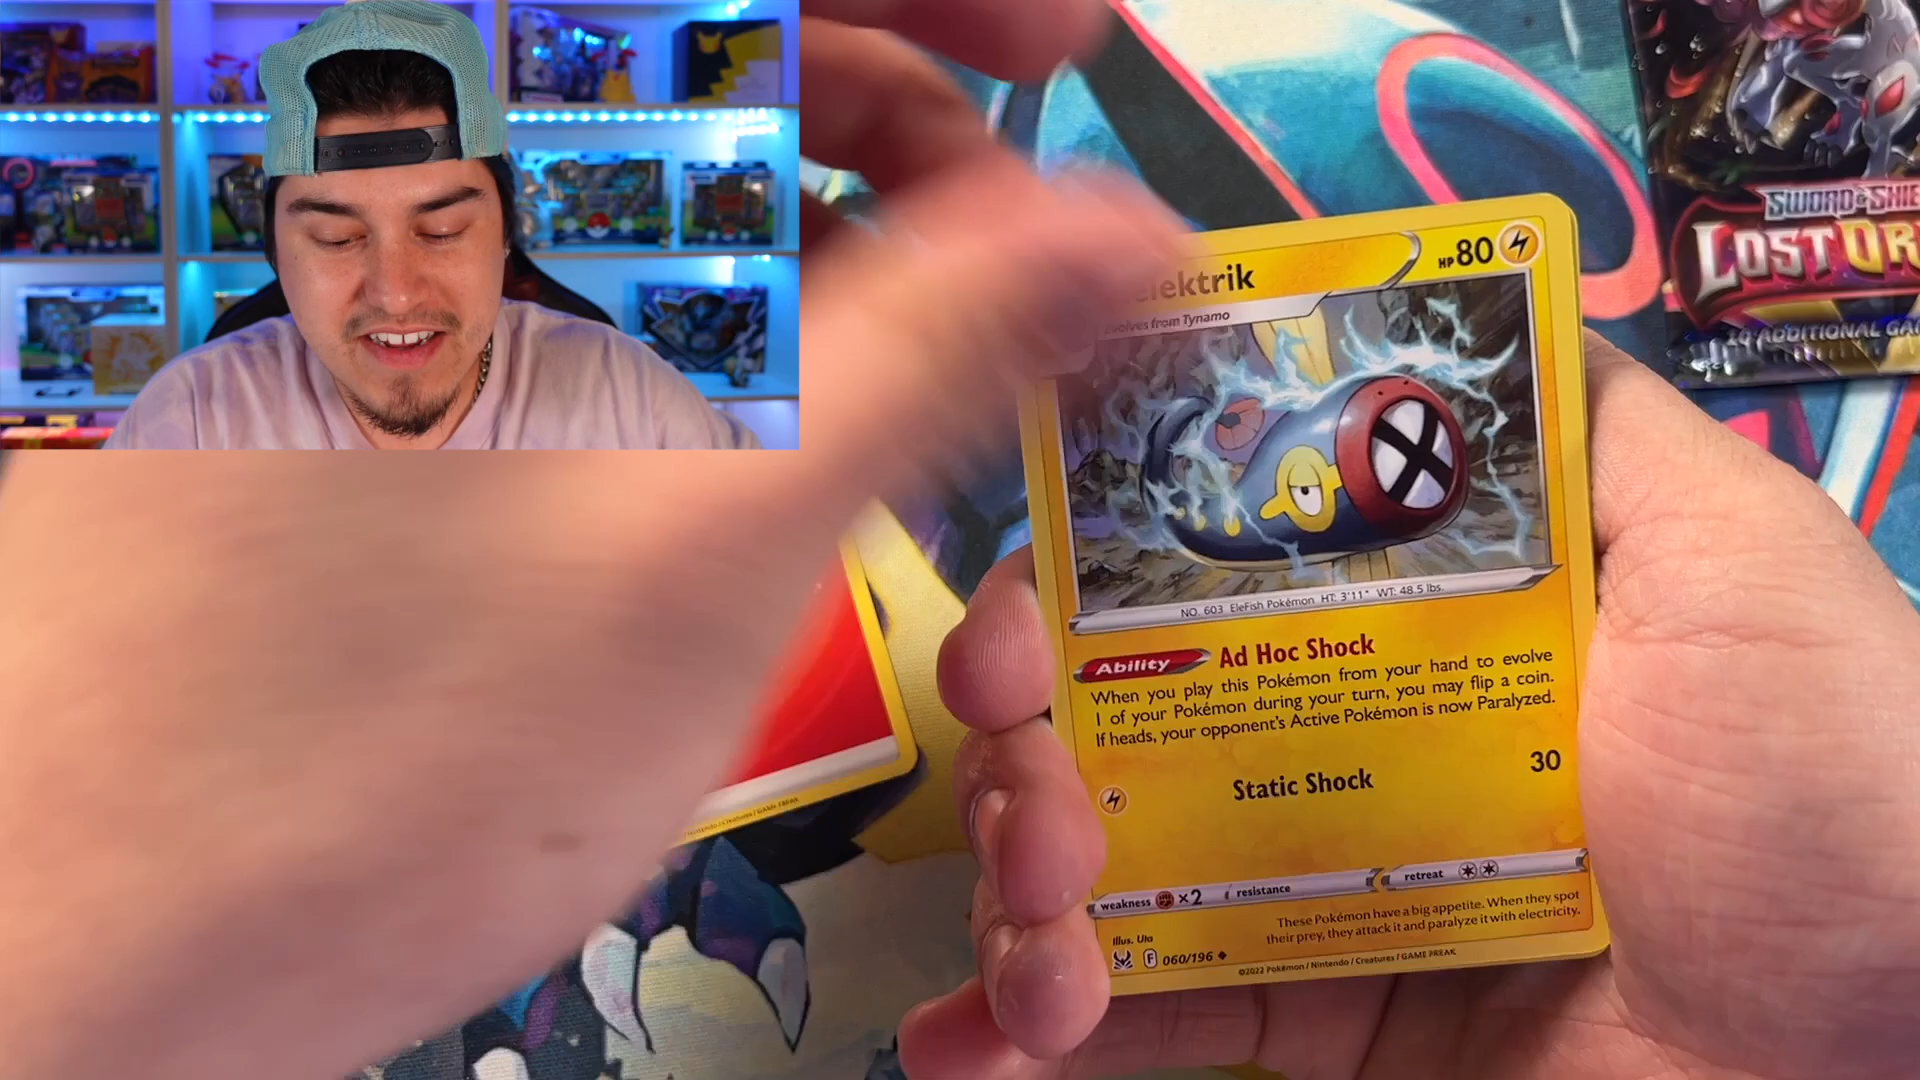 HP 80
Evolves from Tynamo
NO. 603 EleFish Pokémon HT: 3'11" WT: 48.5 lbs.
Ability Ad Hoc Shock
When you play this Pokémon from your hand to evolve
1 of your Pokémon during your turn, you may flip a coin.
If heads, your opponent's Active Pokémon is now Paralyzed.
Static Shock 30
weakness ×2 resistance retreat
These Pokémon have a big appetite. When they spot
their prey, they attack it and paralyze it with electricity.
Illus. Uta
F 060/196
©2022 Pokémon / Nintendo / Creatures / GAME FREAK
SWORD & SHIE
LOST OR
10 ADDITIONAL GA